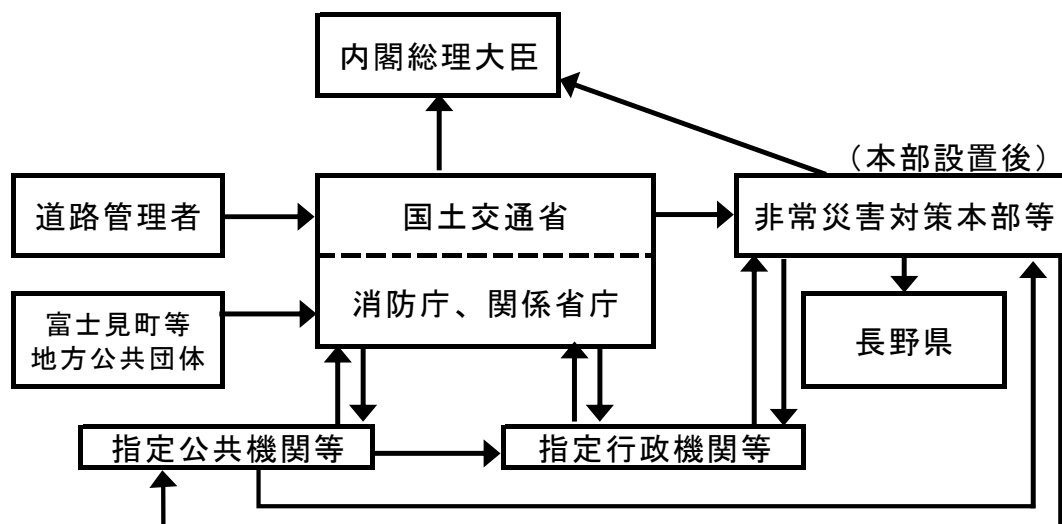 内閣総理大臣
（本部設置後）
道路管理者
国土交通省
非常災害対策本部等
消防庁、関係省庁
富士見町等
地方公共団体
長野県
指定公共機関等
指定行政機関等